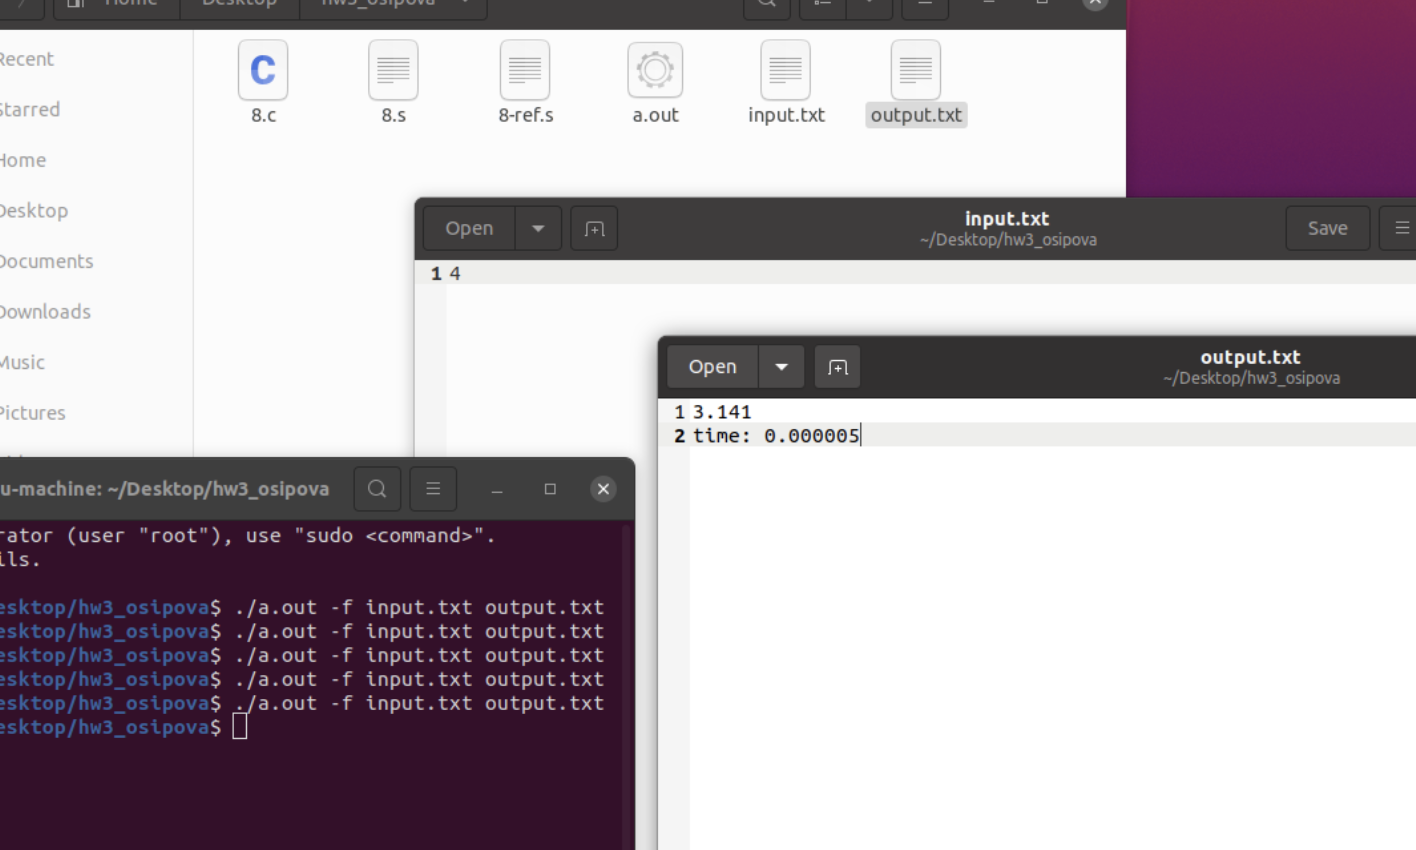 Home Desktop hw3_osipova
Recent
Starred
Home
Desktop
Documents
Downloads
Music
Pictures
8.c 8.s 8-ref.s a.out input.txt output.txt
Open input.txt Save
~/Desktop/hw3_osipova
1 4
Open output.txt
~/Desktop/hw3_osipova
1 3.141
2 time: 0.000005
u-machine: ~/Desktop/hw3_osipova
rator (user "root"), use "sudo <command>".
ils.
esktop/hw3_osipova$ ./a.out -f input.txt output.txt
esktop/hw3_osipova$ ./a.out -f input.txt output.txt
esktop/hw3_osipova$ ./a.out -f input.txt output.txt
esktop/hw3_osipova$ ./a.out -f input.txt output.txt
esktop/hw3_osipova$ ./a.out -f input.txt output.txt
esktop/hw3_osipova$